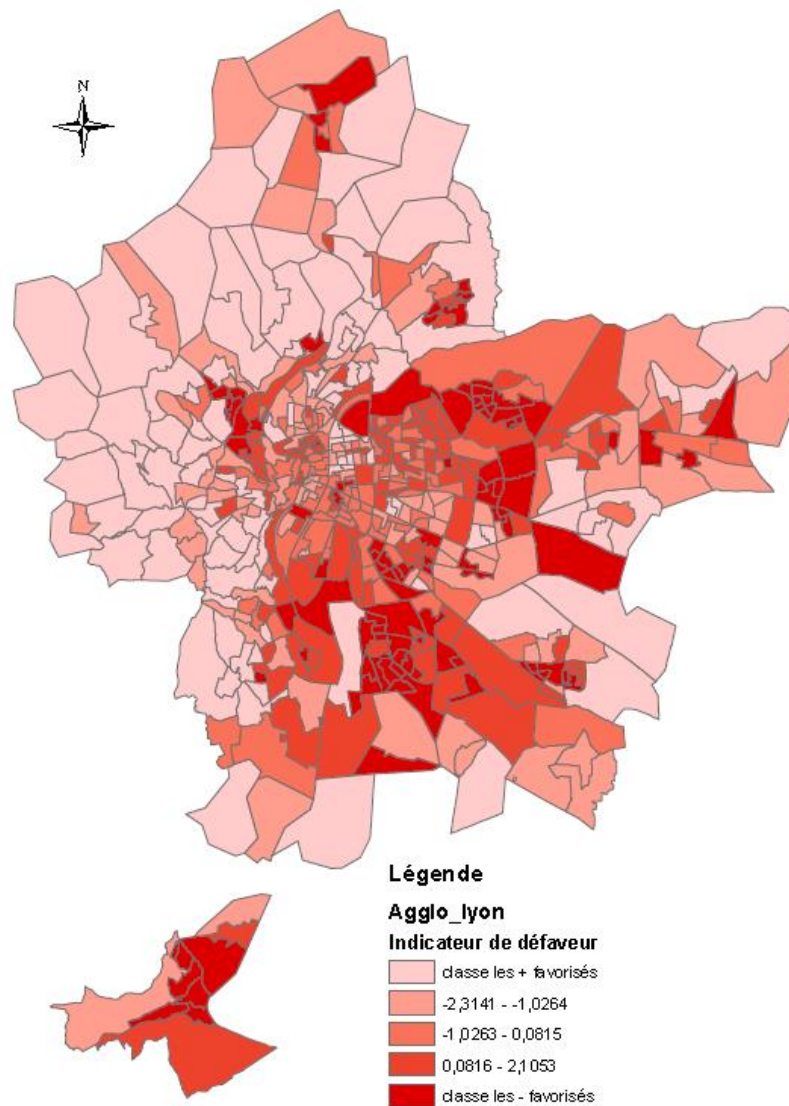 N
Légende
Agglo_lyon
Indicateur de défaveur
classe les + favorisés
-2,3141 - -1,0264
-1,0263 - 0,0815
0,0816 - 2,1053
classe les - favorisés